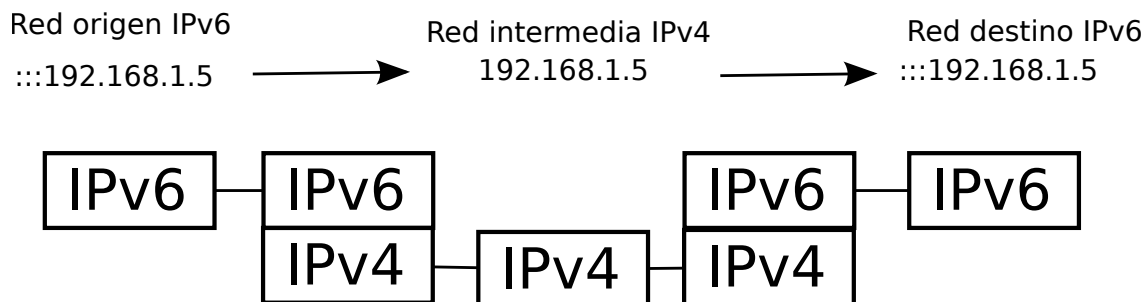 Red origen IPv6
:::192.168.1.5
Red intermedia IPv4
192.168.1.5
Red destino IPv6
:::192.168.1.5
IPv6
IPv6
IPv6
IPv6
IPv4
IPv4
IPv4